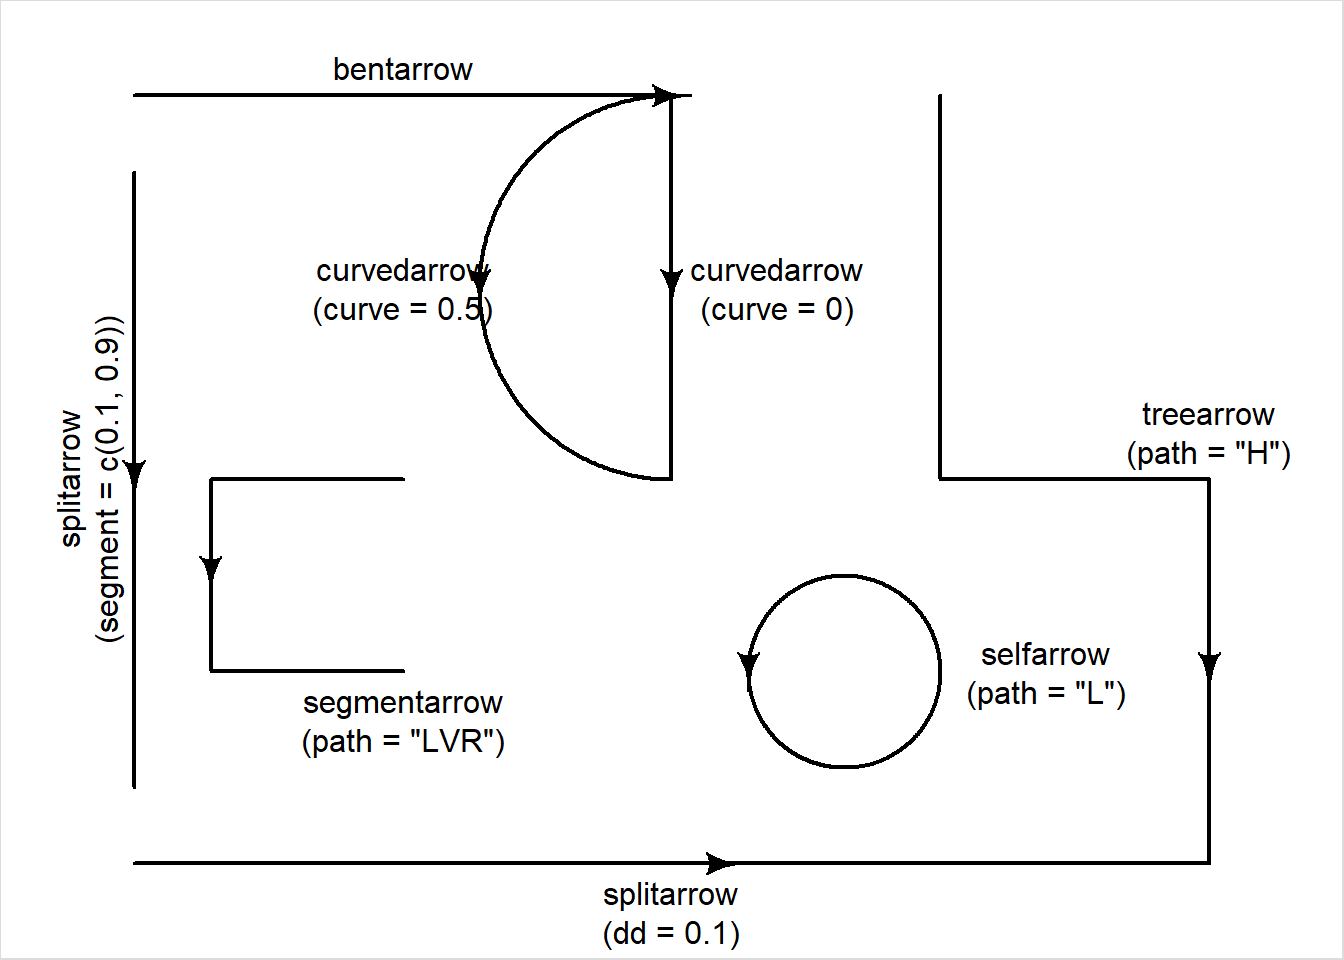 bentarrow
curvedarrow
(curve = 0.5)
curvedarrow
(curve = 0)
splitarrow
(segment = c(0.1, 0.9))
treearrow
(path = "H")
selfarrow
(path = "L")
segmentarrow
(path = "LVR")
splitarrow
(dd = 0.1)